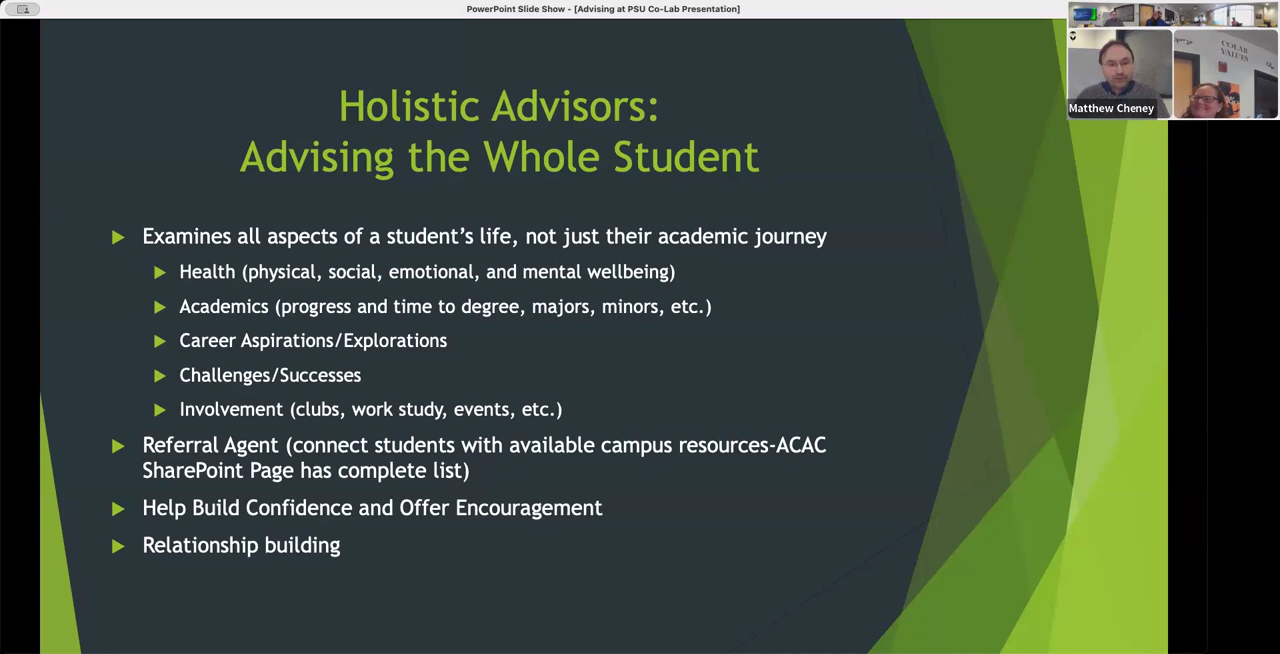 PowerPoint Slide Show - [Advising at PSU Co-Lab Presentation]
COLAB
VALUES
Matthew Cheney
Holistic Advisors:
Advising the Whole Student
Examines all aspects of a student’s life, not just their academic journey
Health (physical, social, emotional, and mental wellbeing)
Academics (progress and time to degree, majors, minors, etc.)
Career Aspirations/Explorations
Challenges/Successes
Involvement (clubs, work study, events, etc.)
Referral Agent (connect students with available campus resources-ACAC
SharePoint Page has complete list)
Help Build Confidence and Offer Encouragement
Relationship building